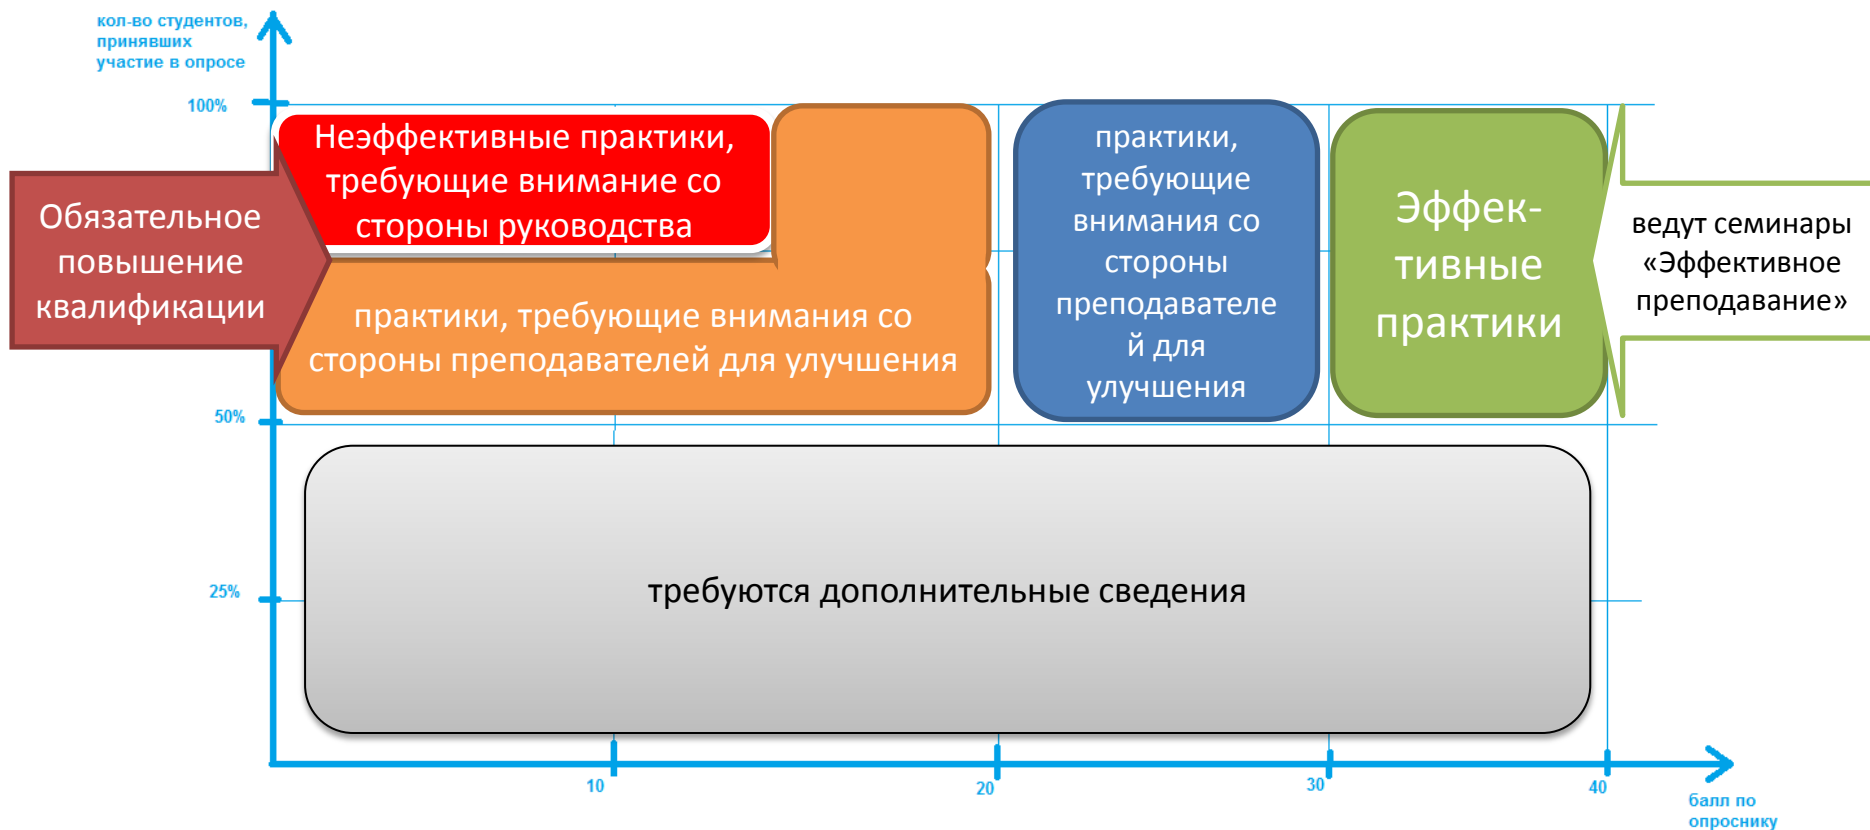 кол-во студентов,
принявших
участие в опросе
100%
Неэффективные практики,
требующие внимание со
стороны руководства
практики,
требующие
внимания со
стороны
преподавателе
й для
улучшения
Эффек-
тивные
практики
ведут семинары
«Эффективное
преподавание»
Обязательное
повышение
квалификации
практики, требующие внимания со
стороны преподавателей для улучшения
50%
требуются дополнительные сведения
25%
10
20
30
40
балл по
опроснику